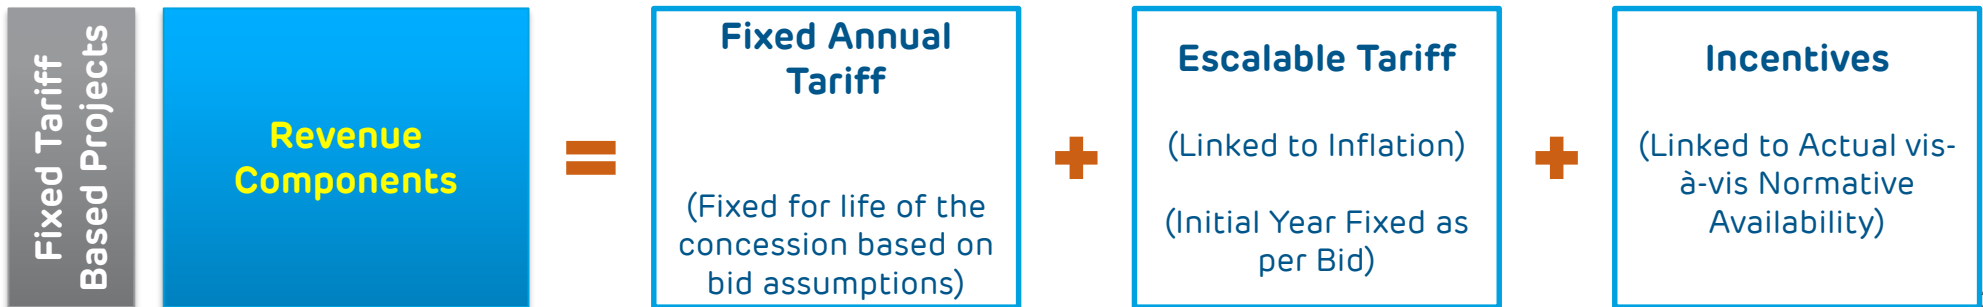 Fixed Tariff
Based Projects
Revenue
Components
=
Fixed Annual
Tariff
(Fixed for life of the
concession based on
bid assumptions)
+
Escalable Tariff
(Linked to Inflation)
(Initial Year Fixed as
per Bid)
+
Incentives
(Linked to Actual vis-
à-vis Normative
Availability)